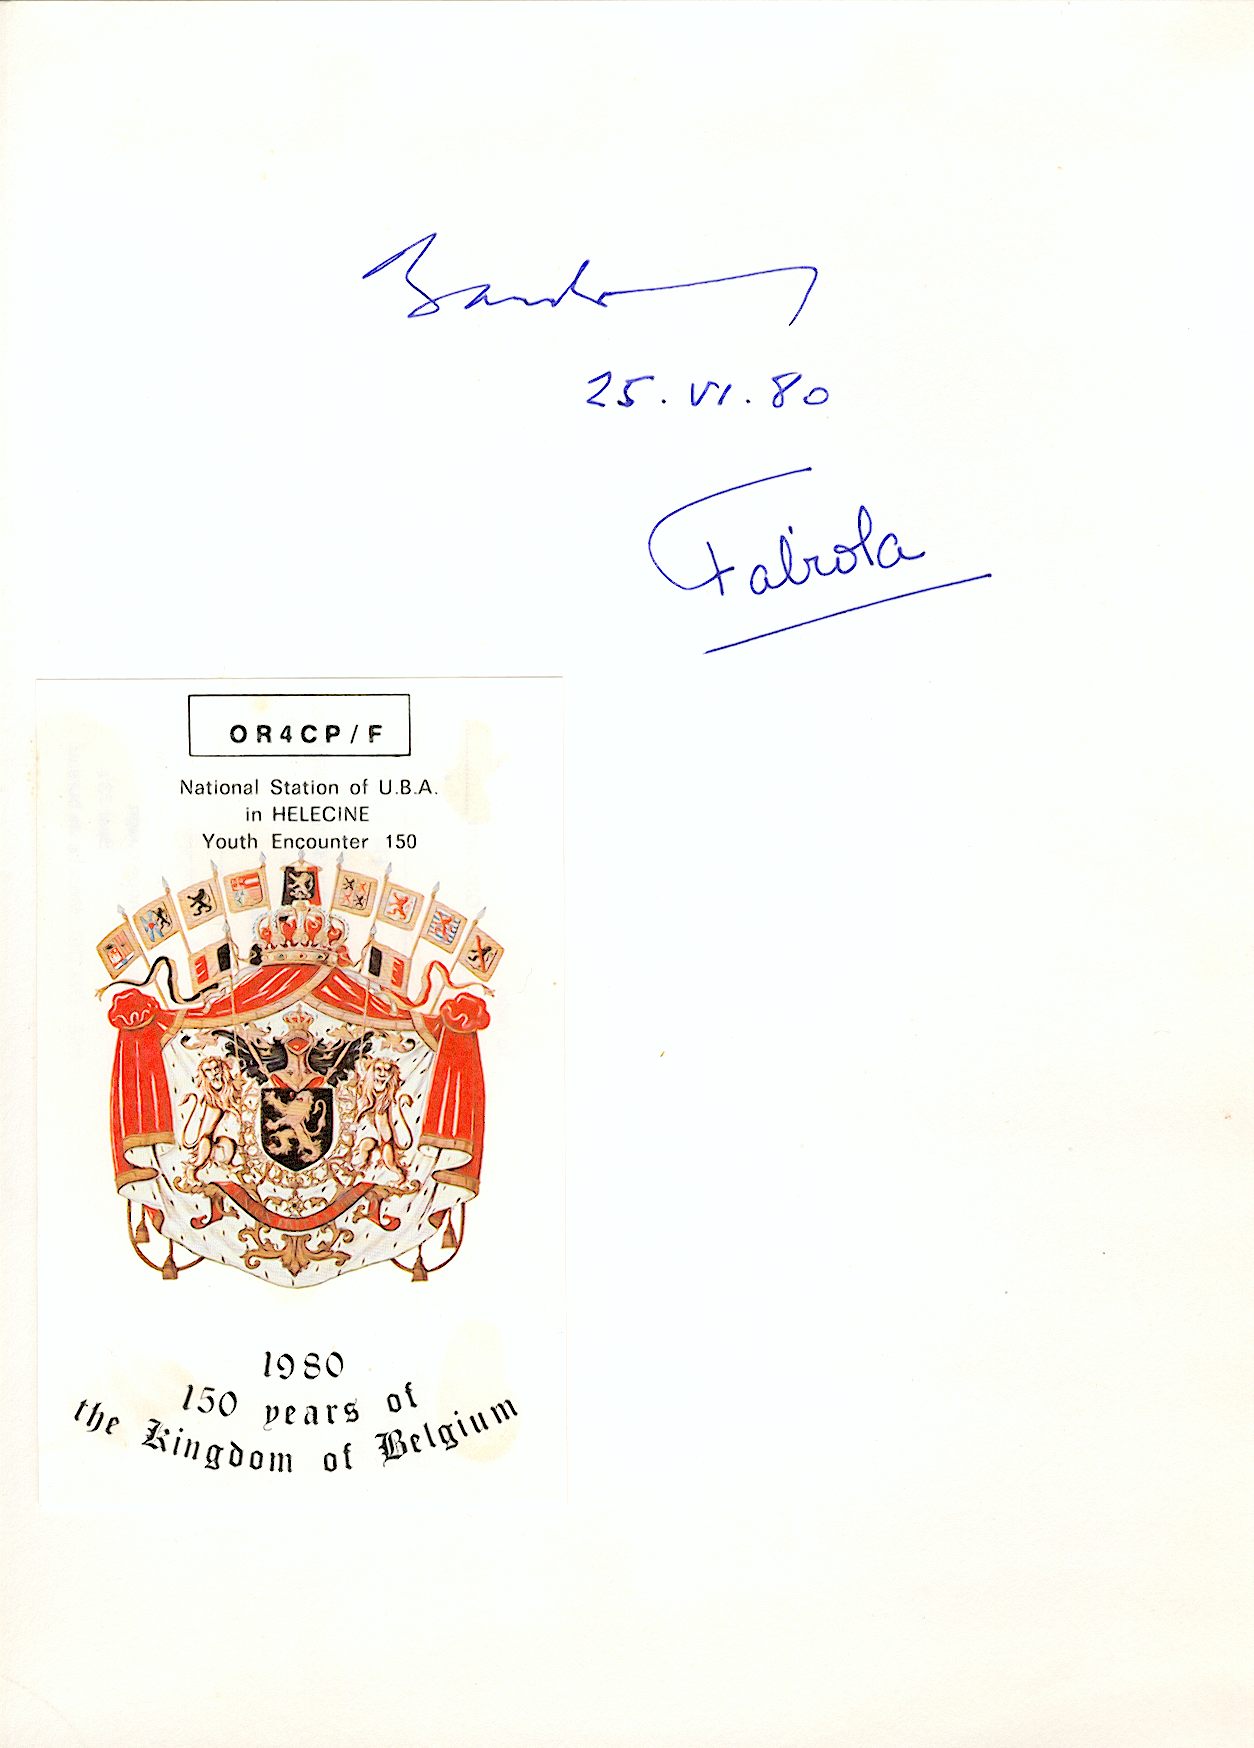 Baudouin
25.VI.80
Fabiola
OR4CP/F
National Station of U.B.A.
in HELECINE
Youth Encounter 150
1980
150 years of
the Kingdom of Belgium